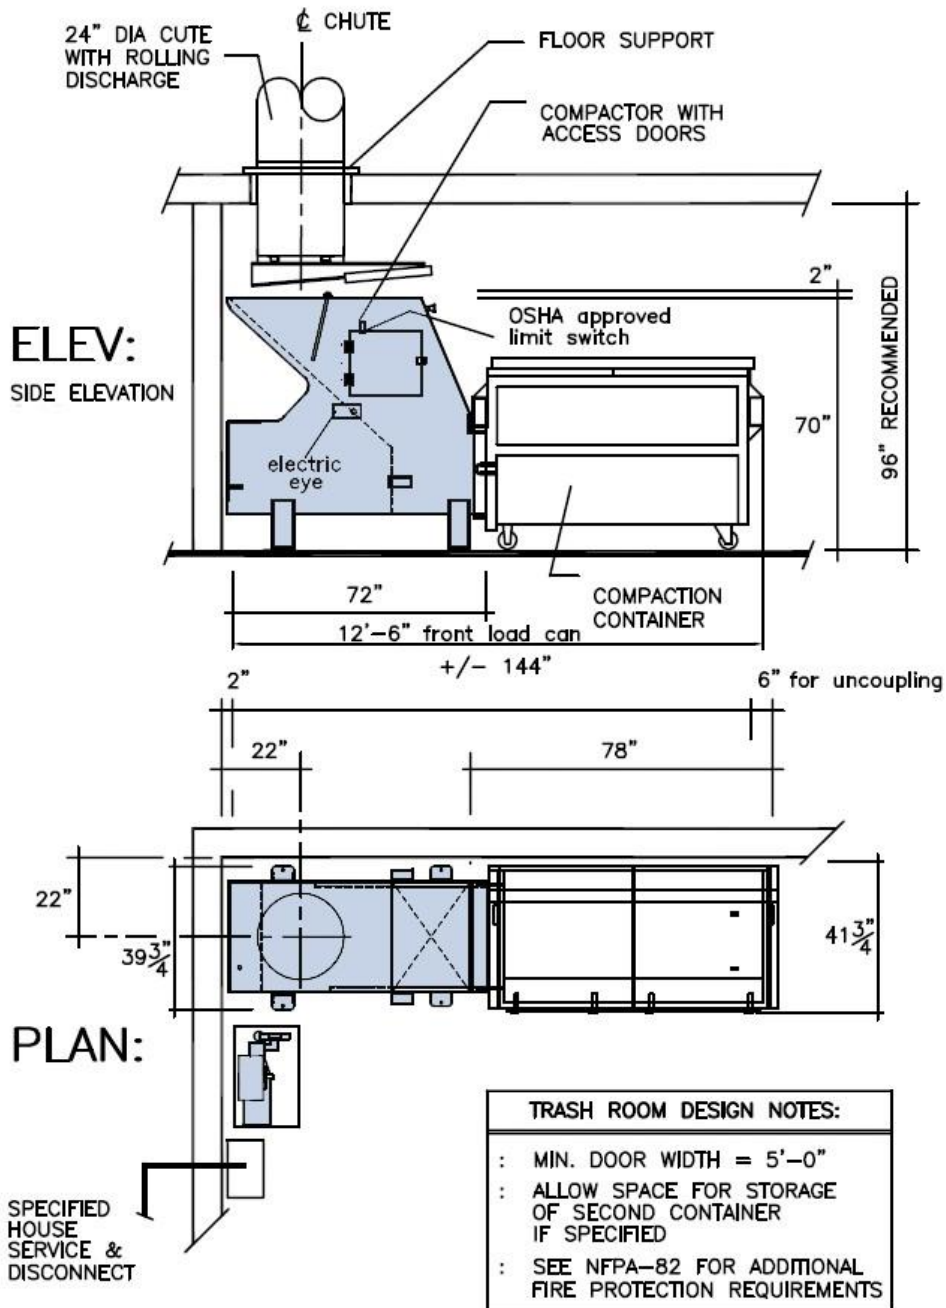 24" DIA CUTE
WITH ROLLING
DISCHARGE
℄ CHUTE
FLOOR SUPPORT
COMPACTOR WITH
ACCESS DOORS
2"
OSHA approved
limit switch
ELEV:
SIDE ELEVATION
96" RECOMMENDED
70"
electric
eye
72"
COMPACTION
CONTAINER
12'-6" front load can
+/- 144"
2"
6" for uncoupling
22"
78"
22"
39 3/4"
41 3/4"
PLAN:
TRASH ROOM DESIGN NOTES:
: MIN. DOOR WIDTH = 5'-0"
: ALLOW SPACE FOR STORAGE
OF SECOND CONTAINER
IF SPECIFIED
: SEE NFPA-82 FOR ADDITIONAL
FIRE PROTECTION REQUIREMENTS
SPECIFIED
HOUSE
SERVICE &
DISCONNECT